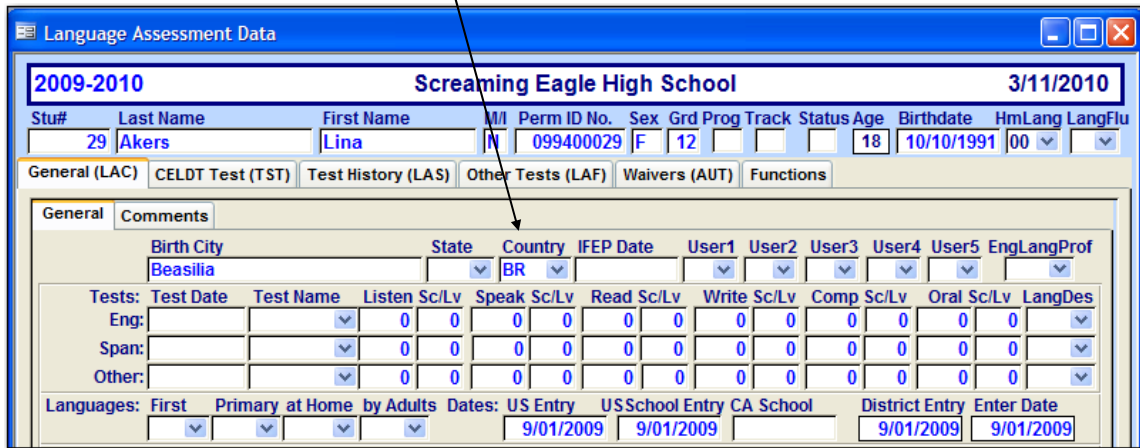 Language Assessment Data
2009-2010 Screaming Eagle High School 3/11/2010
Stu# Last Name First Name M/I Perm ID No. Sex Grd Prog Track Status Age Birthdate HmLang LangFlu
29 Akers Lina N 099400029 F 12 18 10/10/1991 00
General (LAC) CELDT Test (TST) Test History (LAS) Other Tests (LAF) Waivers (AUT) Functions
General Comments
Birth City State Country IFEP Date User1 User2 User3 User4 User5 EngLangProf
Beasilia BR
Tests: Test Date Test Name Listen Sc/Lv Speak Sc/Lv Read Sc/Lv Write Sc/Lv Comp Sc/Lv Oral Sc/Lv LangDes
Eng: 0 0 0 0 0 0 0 0 0 0 0 0
Span: 0 0 0 0 0 0 0 0 0 0 0 0
Other: 0 0 0 0 0 0 0 0 0 0 0 0
Languages: First Primary at Home by Adults Dates: US Entry USSchool Entry CA School District Entry Enter Date
9/01/2009 9/01/2009 9/01/2009 9/01/2009